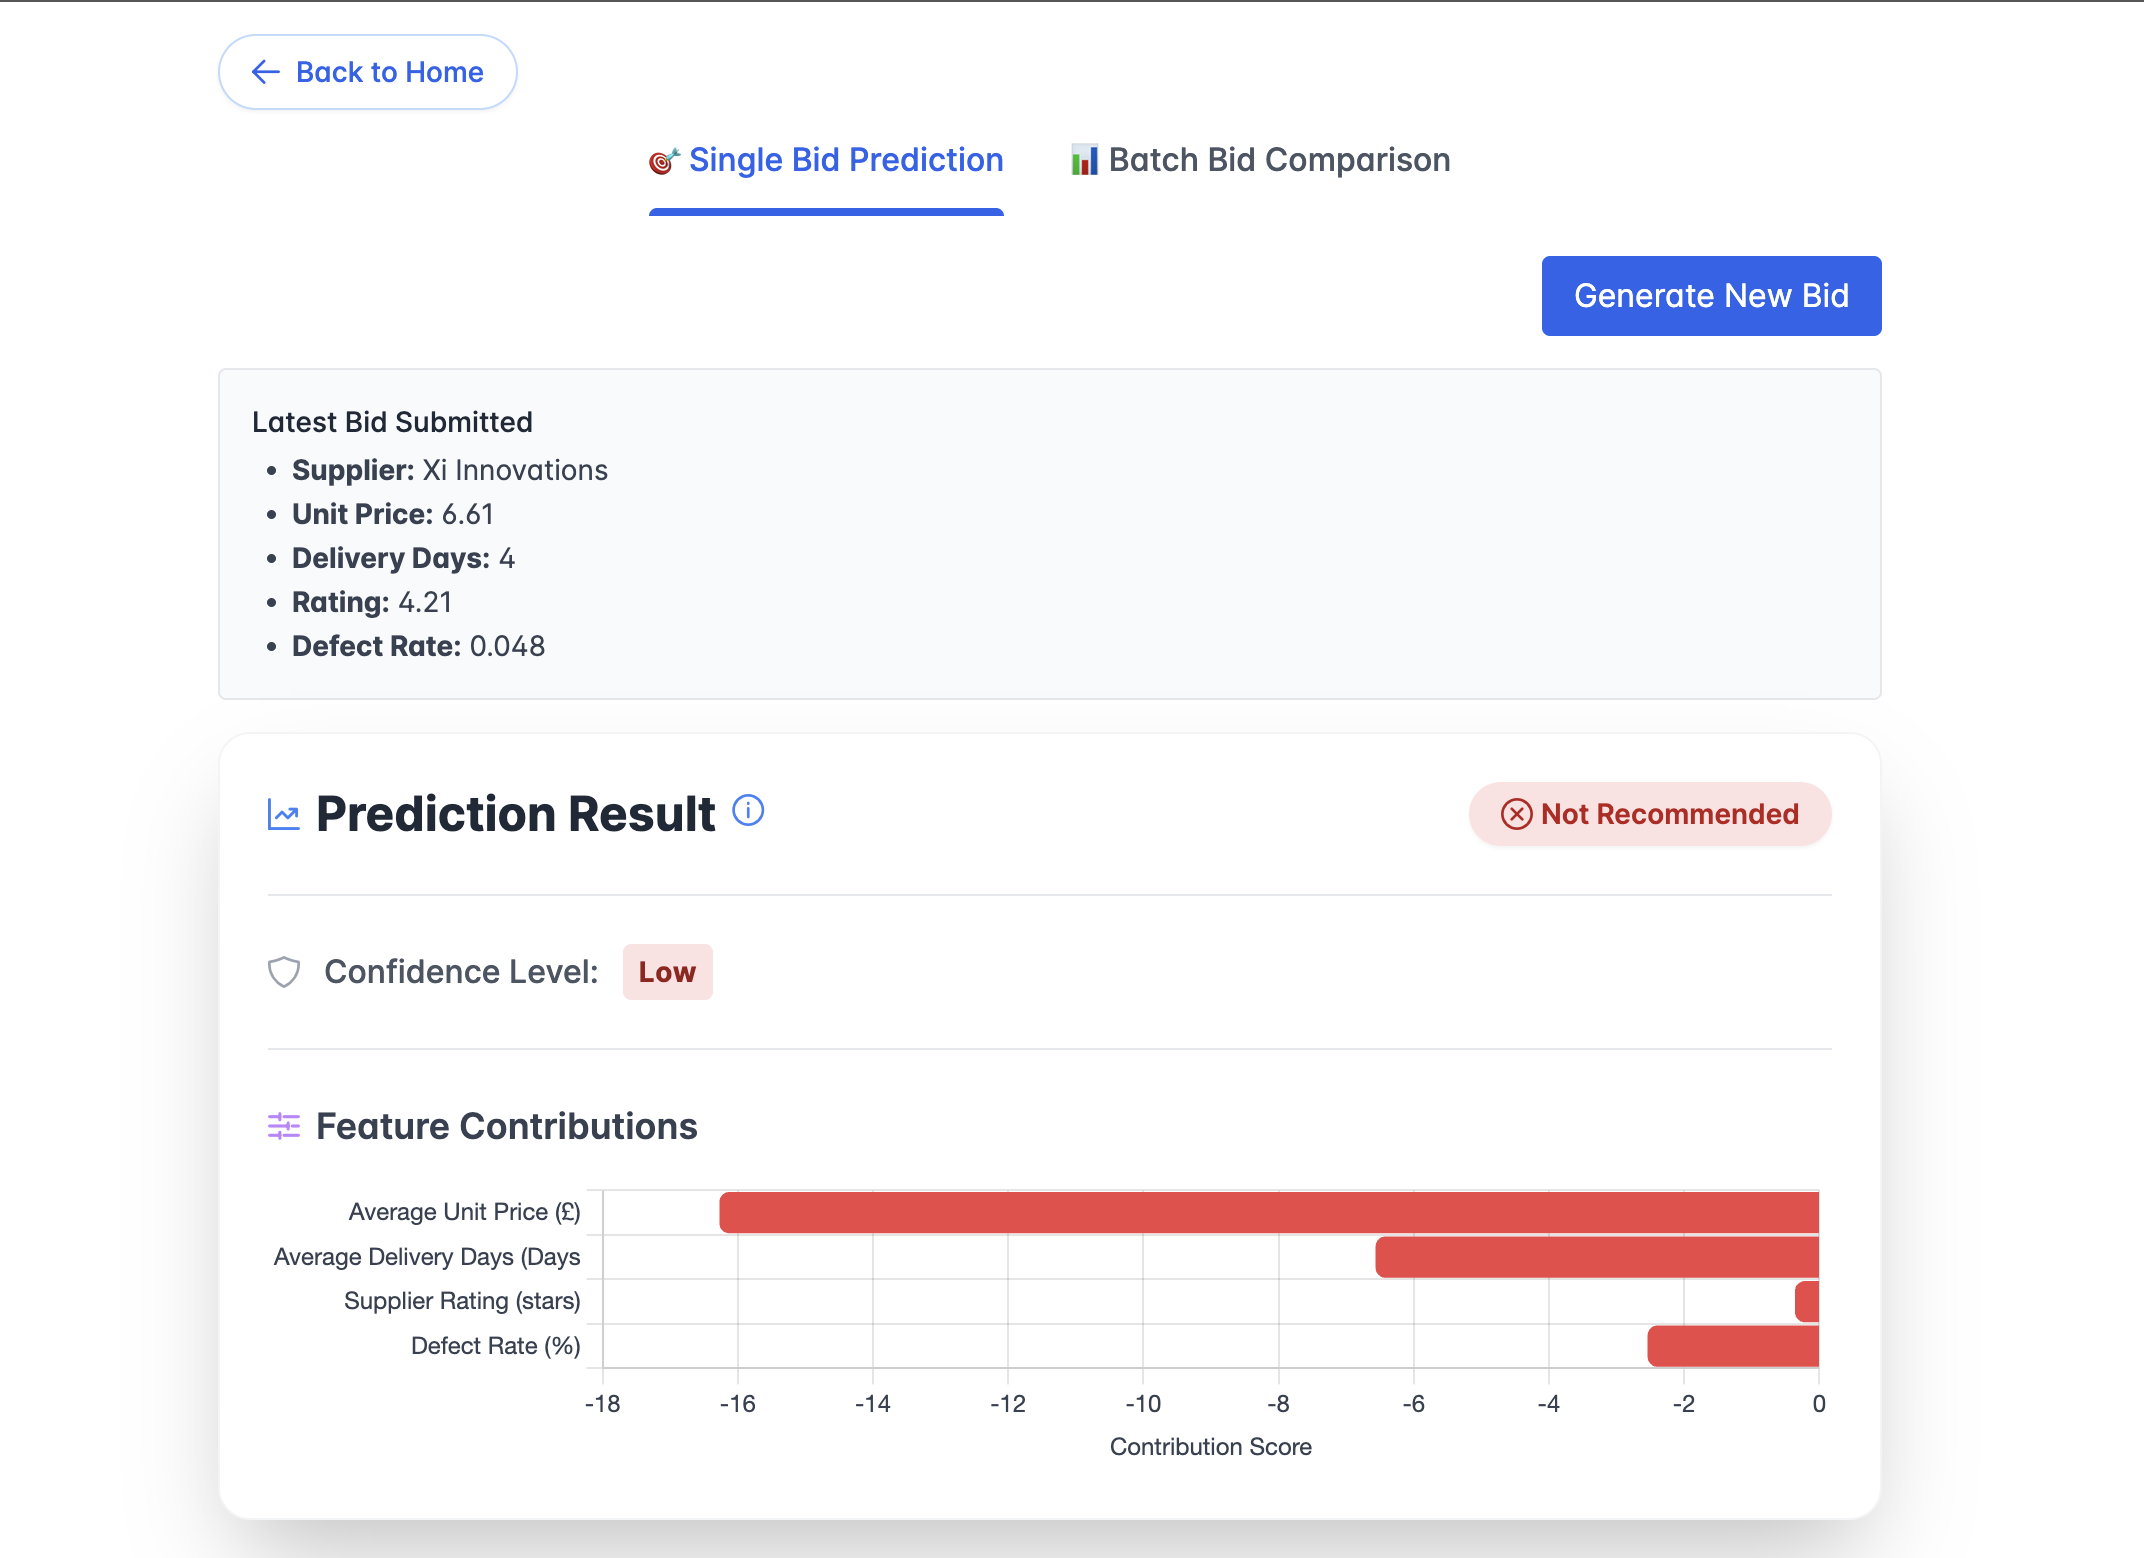 Back to Home
Single Bid Prediction
Batch Bid Comparison
Generate New Bid
Latest Bid Submitted
Supplier: Xi Innovations
Unit Price: 6.61
Delivery Days: 4
Rating: 4.21
Defect Rate: 0.048
Prediction Result
Not Recommended
Confidence Level: Low
Feature Contributions
Average Unit Price (£)
Average Delivery Days (Days
Supplier Rating (stars)
Defect Rate (%)
-18 -16 -14 -12 -10 -8 -6 -4 -2 0
Contribution Score